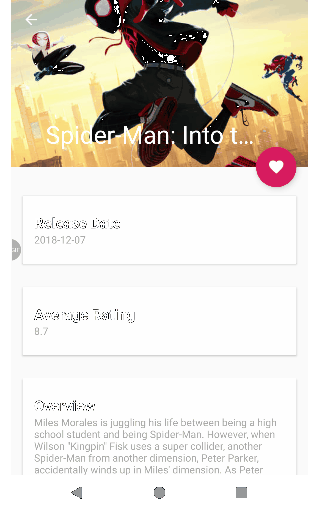 Spider-Man: Into t...
Release Date
2018-12-07
Average Rating
8.7
Overview
Miles Morales is juggling his life between being a high
school student and being Spider-Man. However, when
Wilson "Kingpin" Fisk uses a super collider, another
Spider-Man from another dimension, Peter Parker,
accidentally winds up in Miles' dimension. As Peter